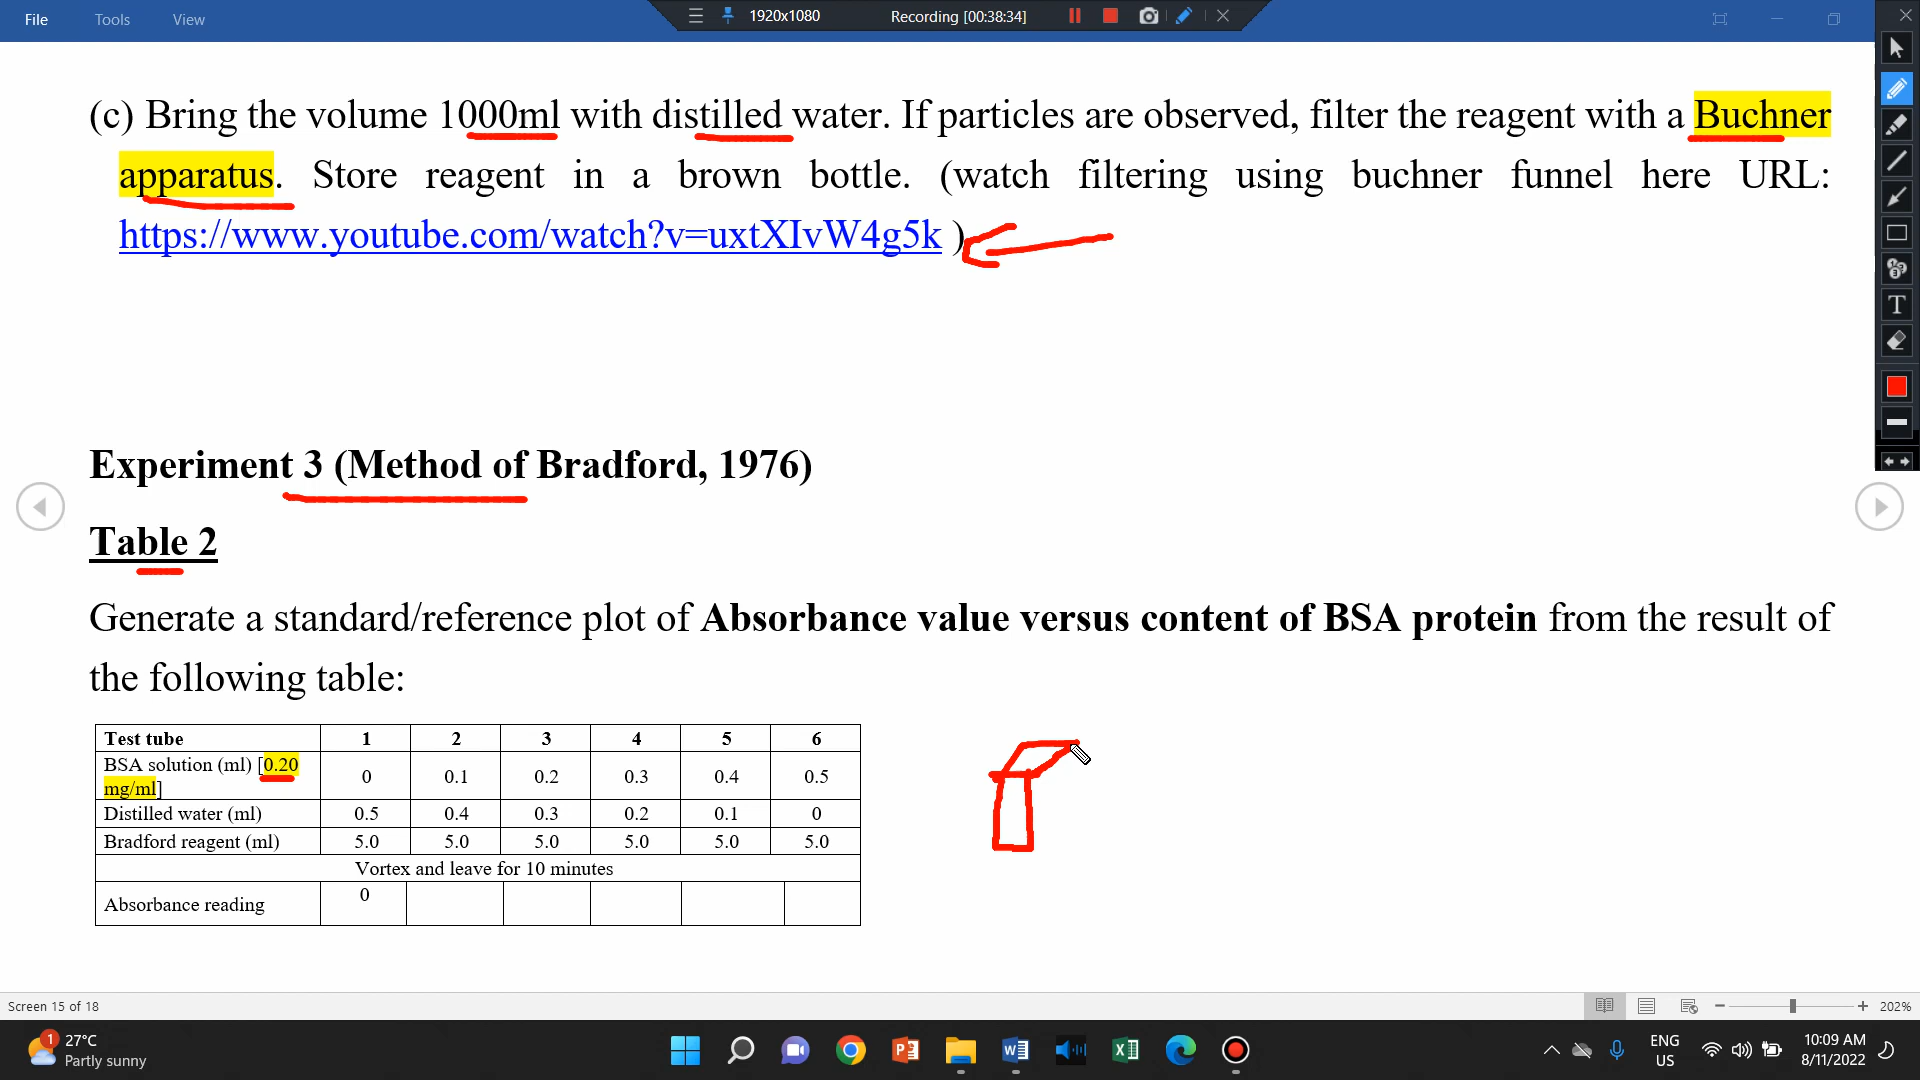 File Tools View
1920x1080 Recording [00:38:34]
(c) Bring the volume 1000ml with distilled water. If particles are observed, filter the reagent with a Buchner
apparatus. Store reagent in a brown bottle. (watch filtering using buchner funnel here URL:
https://www.youtube.com/watch?v=uxtXIvW4g5k )
Experiment 3 (Method of Bradford, 1976)
Table 2
Generate a standard/reference plot of Absorbance value versus content of BSA protein from the result of
the following table:
Test tube 1 2 3 4 5 6
BSA solution (ml) [0.20
mg/ml] 0 0.1 0.2 0.3 0.4 0.5
Distilled water (ml) 0.5 0.4 0.3 0.2 0.1 0
Bradford reagent (ml) 5.0 5.0 5.0 5.0 5.0 5.0
Vortex and leave for 10 minutes
Absorbance reading 0
Screen 15 of 18
202%
1
27°C
Partly sunny
ENG
US
10:09 AM
8/11/2022